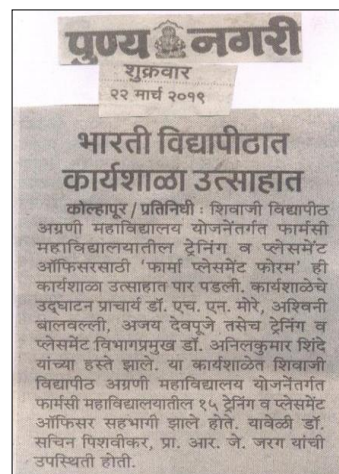 पुण्य नगरी
शुक्रवार
२२ मार्च २०१९
भारती विद्यापीठात
कार्यशाळा उत्साहात
कोल्हापूर / प्रतिनिधी : शिवाजी विद्यापीठ
अग्रणी महाविद्यालय योजनेंतर्गत फार्मसी
महाविद्यालयातील ट्रेनिंग व प्लेसमेंट
ऑफिसरसाठी 'फार्मा प्लेसमेंट फोरम' ही
कार्यशाळा उत्साहात पार पडली. कार्यशाळेचे
उद्घाटन प्राचार्य डॉ. एच. एन. मोरे, अश्विनी
बालवल्ली, अजय देवपूजे तसेच ट्रेनिंग व
प्लेसमेंट विभागप्रमुख डॉ. अनिलकुमार शिंदे
यांच्या हस्ते झाले. या कार्यशाळेत शिवाजी
विद्यापीठ अग्रणी महाविद्यालय योजनेंतर्गत
फार्मसी महाविद्यालयातील १५ ट्रेनिंग व प्लेसमेंट
ऑफिसर सहभागी झाले होते. यावेळी डॉ.
सचिन पिशवीकर, प्रा. आर. जे. जरग यांची
उपस्थिती होती.